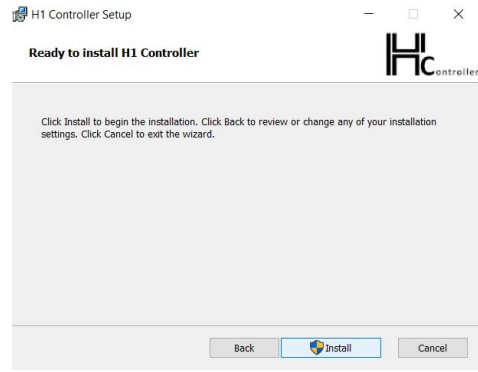 H1 Controller Setup
Ready to install H1 Controller
Hcontroller
Click Install to begin the installation. Click Back to review or change any of your installation
settings. Click Cancel to exit the wizard.
Back
Install
Cancel